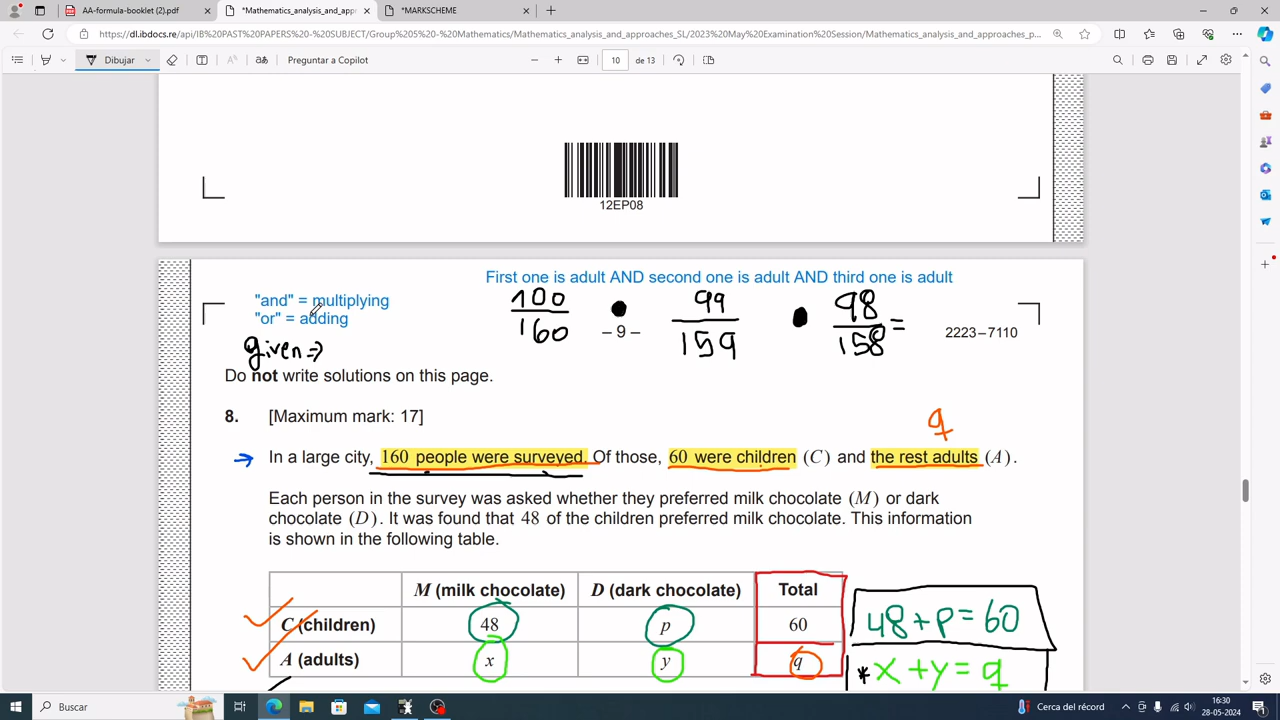 AA-formula-booklet (2).pdf
*Mathematics_analysis_and_app
*MARKSCHEME
https://dl.ibdocs.re/api/IB%20PAST%20PAPERS%20-%20SUBJECT/Group%205%20-%20Mathematics/Mathematics_analysis_and_approaches_SL/2023%20May%20Examination%20Session/Mathematics_analysis_and_approaches_p...
Dibujar
Preguntar a Copilot
10
de 13
12EP08
First one is adult AND second one is adult AND third one is adult
"and" = multiplying
"or" = adding
given ⇒
100/160 • 99/159 • 98/158 =
– 9 –
2223–7110
Do not write solutions on this page.
8. [Maximum mark: 17]
q
→ In a large city, 160 people were surveyed. Of those, 60 were children (C) and the rest adults (A).
Each person in the survey was asked whether they preferred milk chocolate (M) or dark
chocolate (D). It was found that 48 of the children preferred milk chocolate. This information
is shown in the following table.
M (milk chocolate) D (dark chocolate) Total
C (children) 48 p 60
48+p=60
A (adults) x y q
*x+y=q
Buscar
Cerca del récord
16:30
28-05-2024